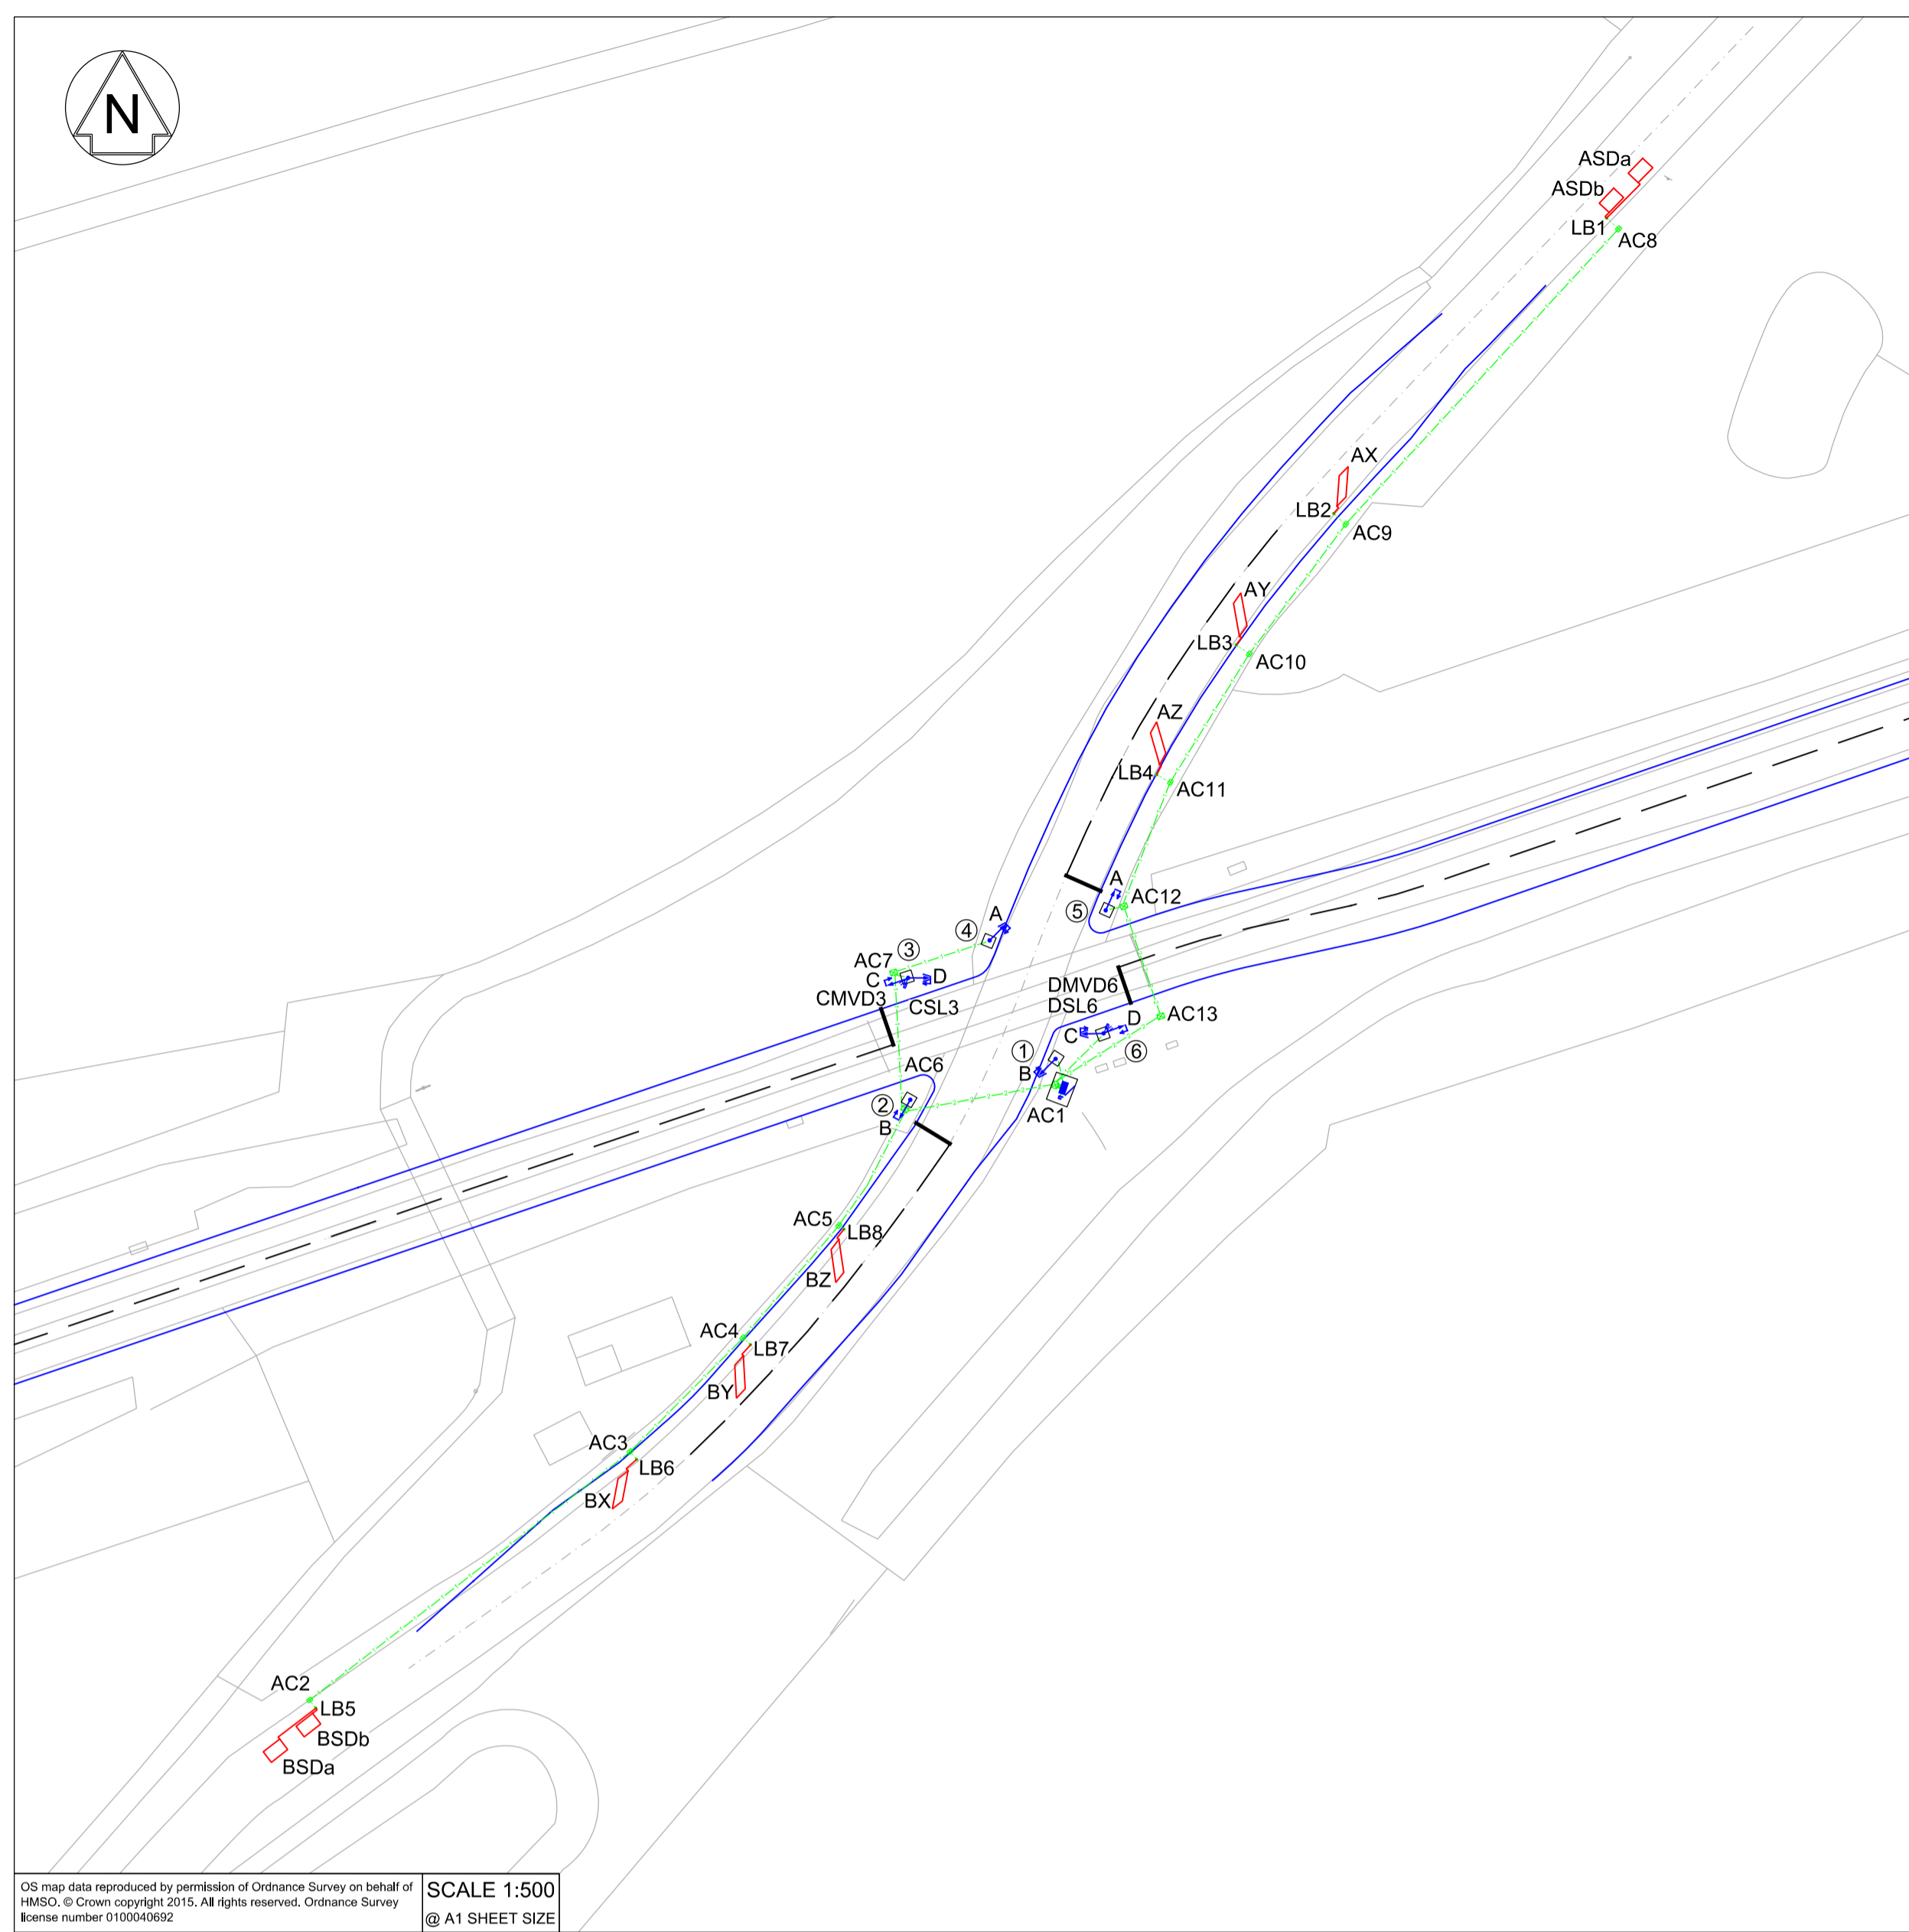 N
ASDa
ASDb
LB1
AC8
AX
LB2
AC9
AY
LB3
AC10
AZ
LB4
AC11
A
AC12
⑤
A
④
③
AC7
C
D
CMVD3
CSL3
DMVD6
DSL6
AC13
D
C
⑥
①
B
AC6
②
B
AC1
AC5
LB8
BZ
AC4
LB7
BY
AC3
LB6
BX
AC2
LB5
BSDb
BSDa
OS map data reproduced by permission of Ordnance Survey on behalf of
HMSO. © Crown copyright 2015. All rights reserved. Ordnance Survey
license number 0100040692
SCALE 1:500
@ A1 SHEET SIZE